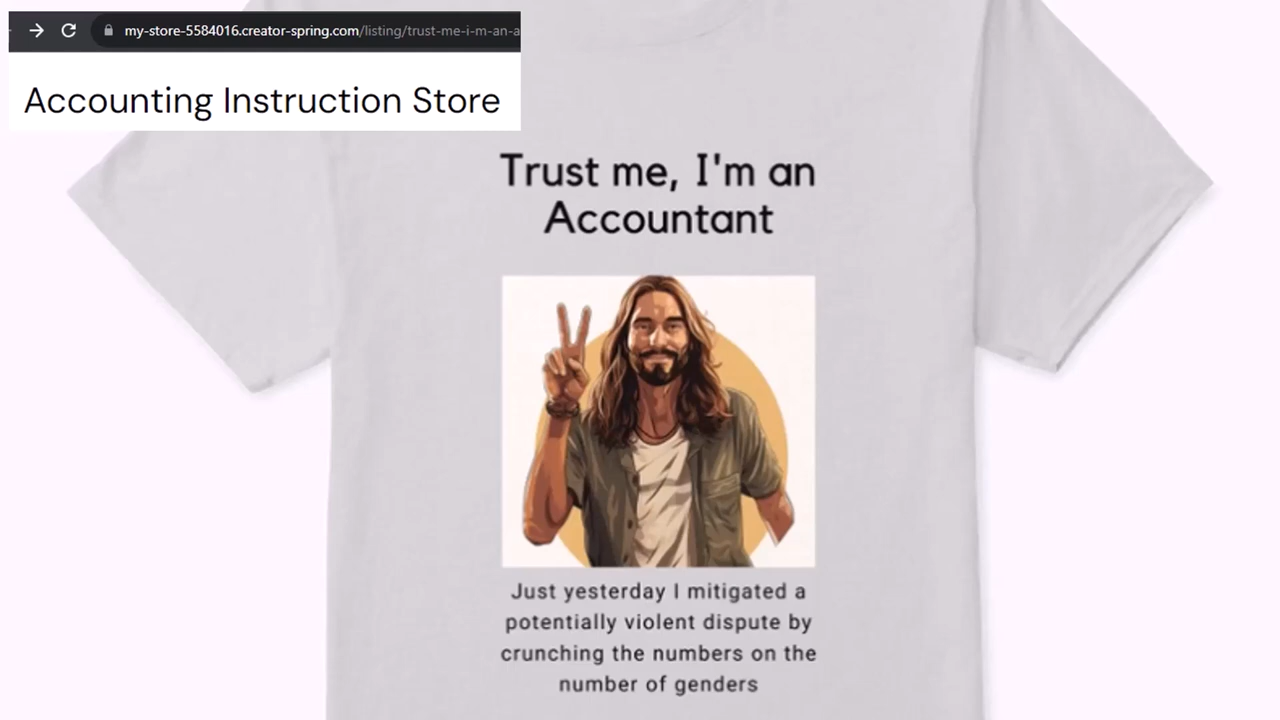 my-store-5584016.creator-spring.com/listing/trust-me-i-m-an-a
Accounting Instruction Store
Trust me, I'm an
Accountant
Just yesterday I mitigated a
potentially violent dispute by
crunching the numbers on the
number of genders